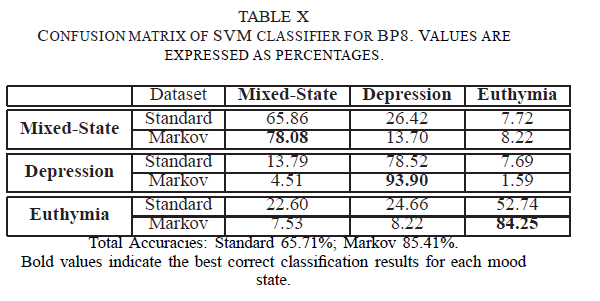 TABLE X
CONFUSION MATRIX OF SVM CLASSIFIER FOR BP8. VALUES ARE
EXPRESSED AS PERCENTAGES.
Dataset Mixed-State Depression Euthymia
Mixed-State Standard 65.86 26.42 7.72
Markov 78.08 13.70 8.22
Depression Standard 13.79 78.52 7.69
Markov 4.51 93.90 1.59
Euthymia Standard 22.60 24.66 52.74
Markov 7.53 8.22 84.25
Total Accuracies: Standard 65.71%; Markov 85.41%.
Bold values indicate the best correct classification results for each mood
state.